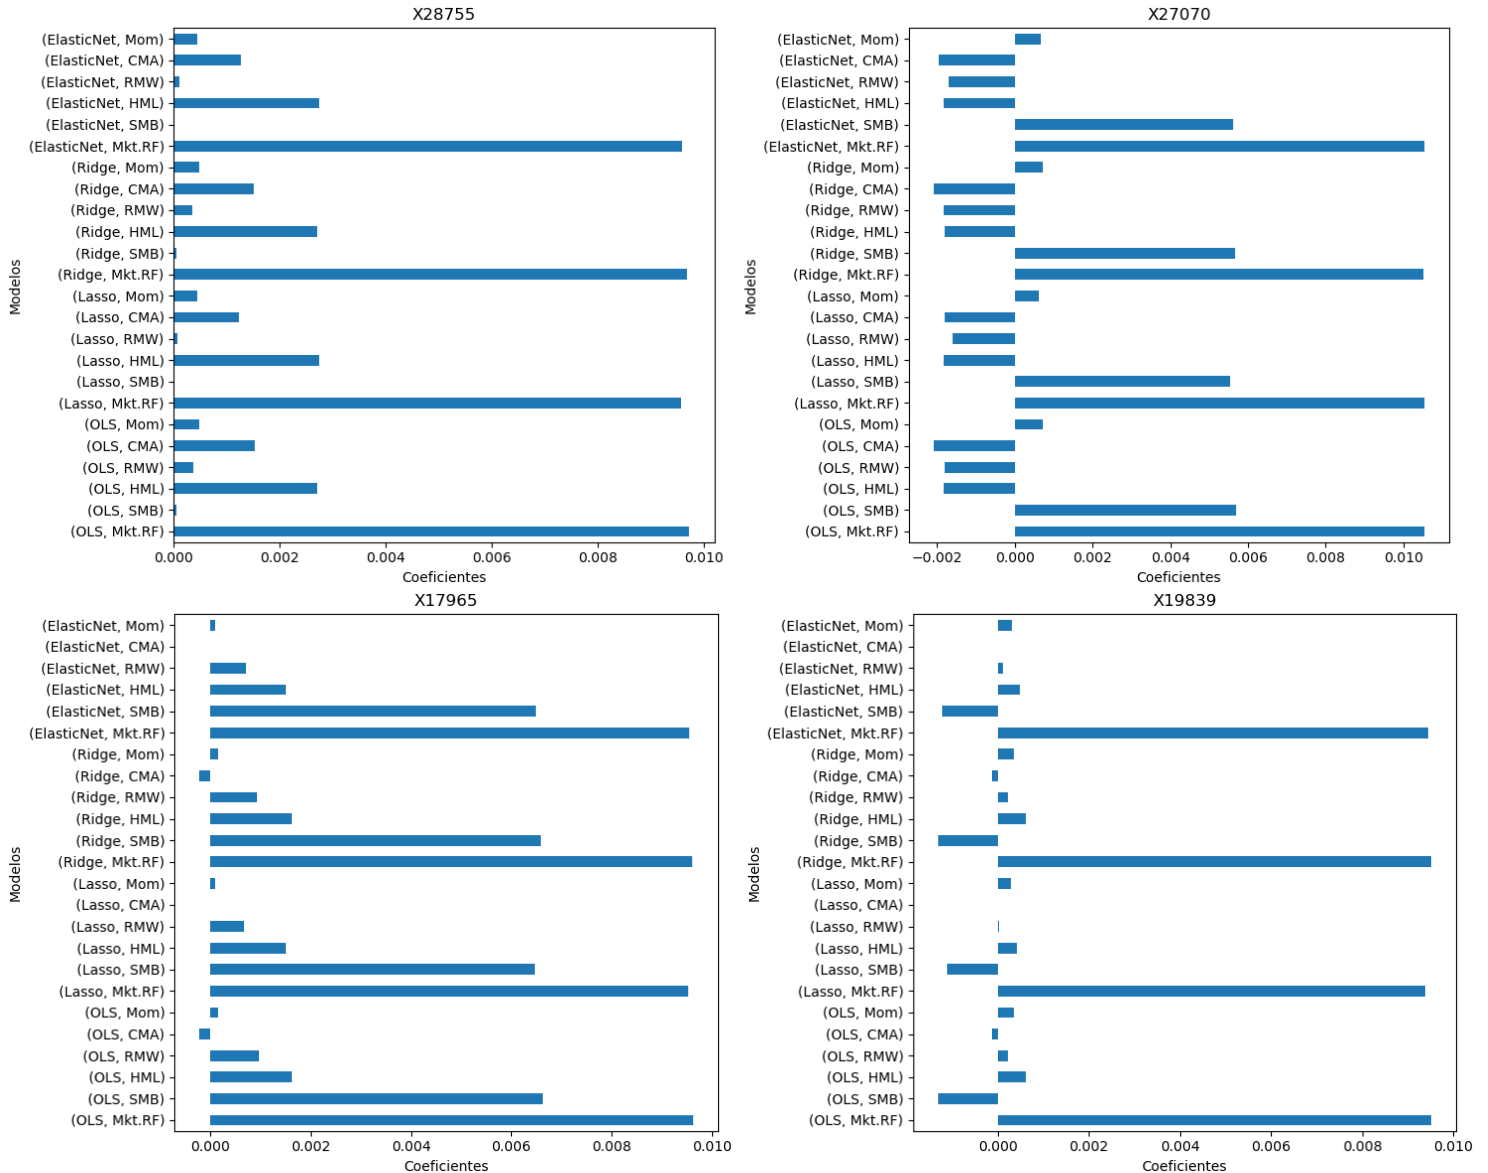 X28755
(ElasticNet, Mom)
(ElasticNet, CMA)
(ElasticNet, RMW)
(ElasticNet, HML)
(ElasticNet, SMB)
(ElasticNet, Mkt.RF)
(Ridge, Mom)
(Ridge, CMA)
(Ridge, RMW)
(Ridge, HML)
(Ridge, SMB)
(Ridge, Mkt.RF)
(Lasso, Mom)
(Lasso, CMA)
(Lasso, RMW)
(Lasso, HML)
(Lasso, SMB)
(Lasso, Mkt.RF)
(OLS, Mom)
(OLS, CMA)
(OLS, RMW)
(OLS, HML)
(OLS, SMB)
(OLS, Mkt.RF)
Modelos
0.000 0.002 0.004 0.006 0.008 0.010
Coeficientes
X27070
(ElasticNet, Mom)
(ElasticNet, CMA)
(ElasticNet, RMW)
(ElasticNet, HML)
(ElasticNet, SMB)
(ElasticNet, Mkt.RF)
(Ridge, Mom)
(Ridge, CMA)
(Ridge, RMW)
(Ridge, HML)
(Ridge, SMB)
(Ridge, Mkt.RF)
(Lasso, Mom)
(Lasso, CMA)
(Lasso, RMW)
(Lasso, HML)
(Lasso, SMB)
(Lasso, Mkt.RF)
(OLS, Mom)
(OLS, CMA)
(OLS, RMW)
(OLS, HML)
(OLS, SMB)
(OLS, Mkt.RF)
Modelos
−0.002 0.000 0.002 0.004 0.006 0.008 0.010
Coeficientes
X17965
(ElasticNet, Mom)
(ElasticNet, CMA)
(ElasticNet, RMW)
(ElasticNet, HML)
(ElasticNet, SMB)
(ElasticNet, Mkt.RF)
(Ridge, Mom)
(Ridge, CMA)
(Ridge, RMW)
(Ridge, HML)
(Ridge, SMB)
(Ridge, Mkt.RF)
(Lasso, Mom)
(Lasso, CMA)
(Lasso, RMW)
(Lasso, HML)
(Lasso, SMB)
(Lasso, Mkt.RF)
(OLS, Mom)
(OLS, CMA)
(OLS, RMW)
(OLS, HML)
(OLS, SMB)
(OLS, Mkt.RF)
Modelos
0.000 0.002 0.004 0.006 0.008 0.010
Coeficientes
X19839
(ElasticNet, Mom)
(ElasticNet, CMA)
(ElasticNet, RMW)
(ElasticNet, HML)
(ElasticNet, SMB)
(ElasticNet, Mkt.RF)
(Ridge, Mom)
(Ridge, CMA)
(Ridge, RMW)
(Ridge, HML)
(Ridge, SMB)
(Ridge, Mkt.RF)
(Lasso, Mom)
(Lasso, CMA)
(Lasso, RMW)
(Lasso, HML)
(Lasso, SMB)
(Lasso, Mkt.RF)
(OLS, Mom)
(OLS, CMA)
(OLS, RMW)
(OLS, HML)
(OLS, SMB)
(OLS, Mkt.RF)
Modelos
0.000 0.002 0.004 0.006 0.008 0.010
Coeficientes